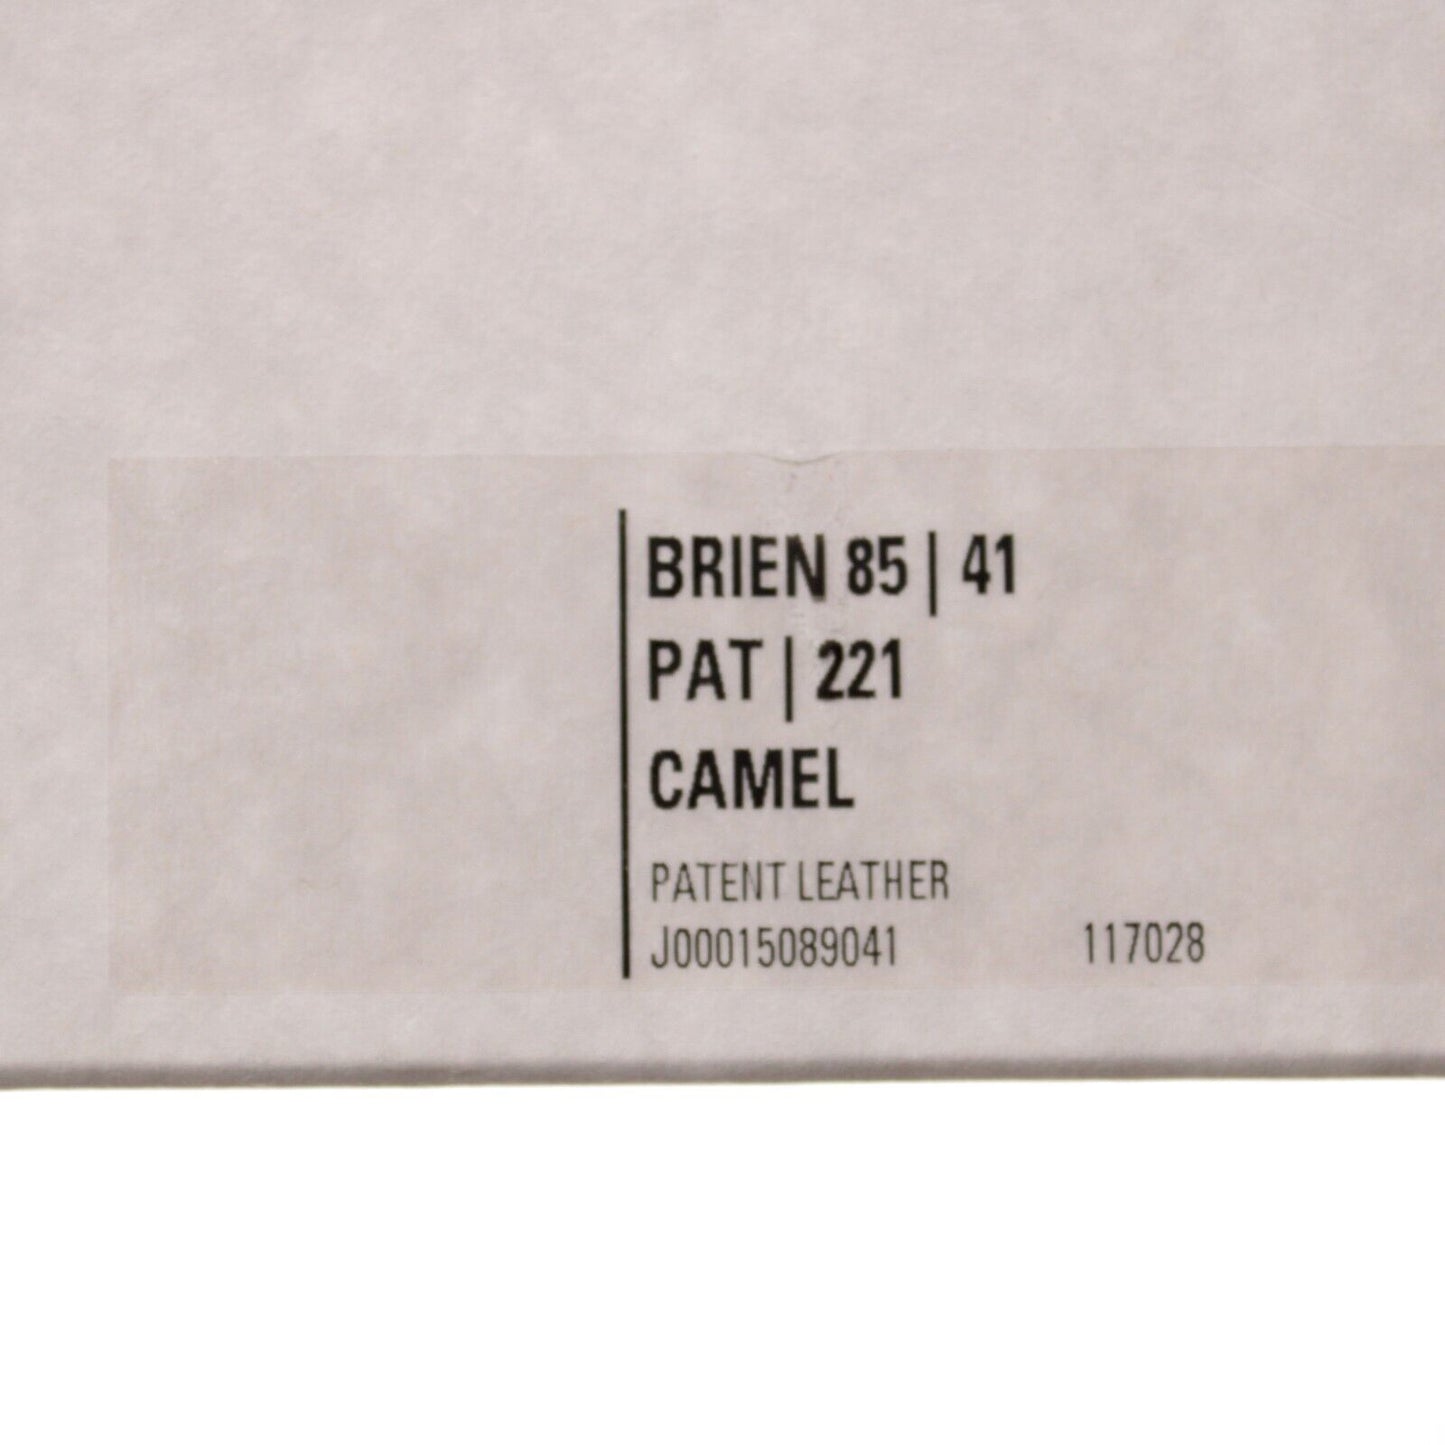 BRIEN 85 | 41
PAT | 221
CAMEL
PATENT LEATHER
J00015089041 117028